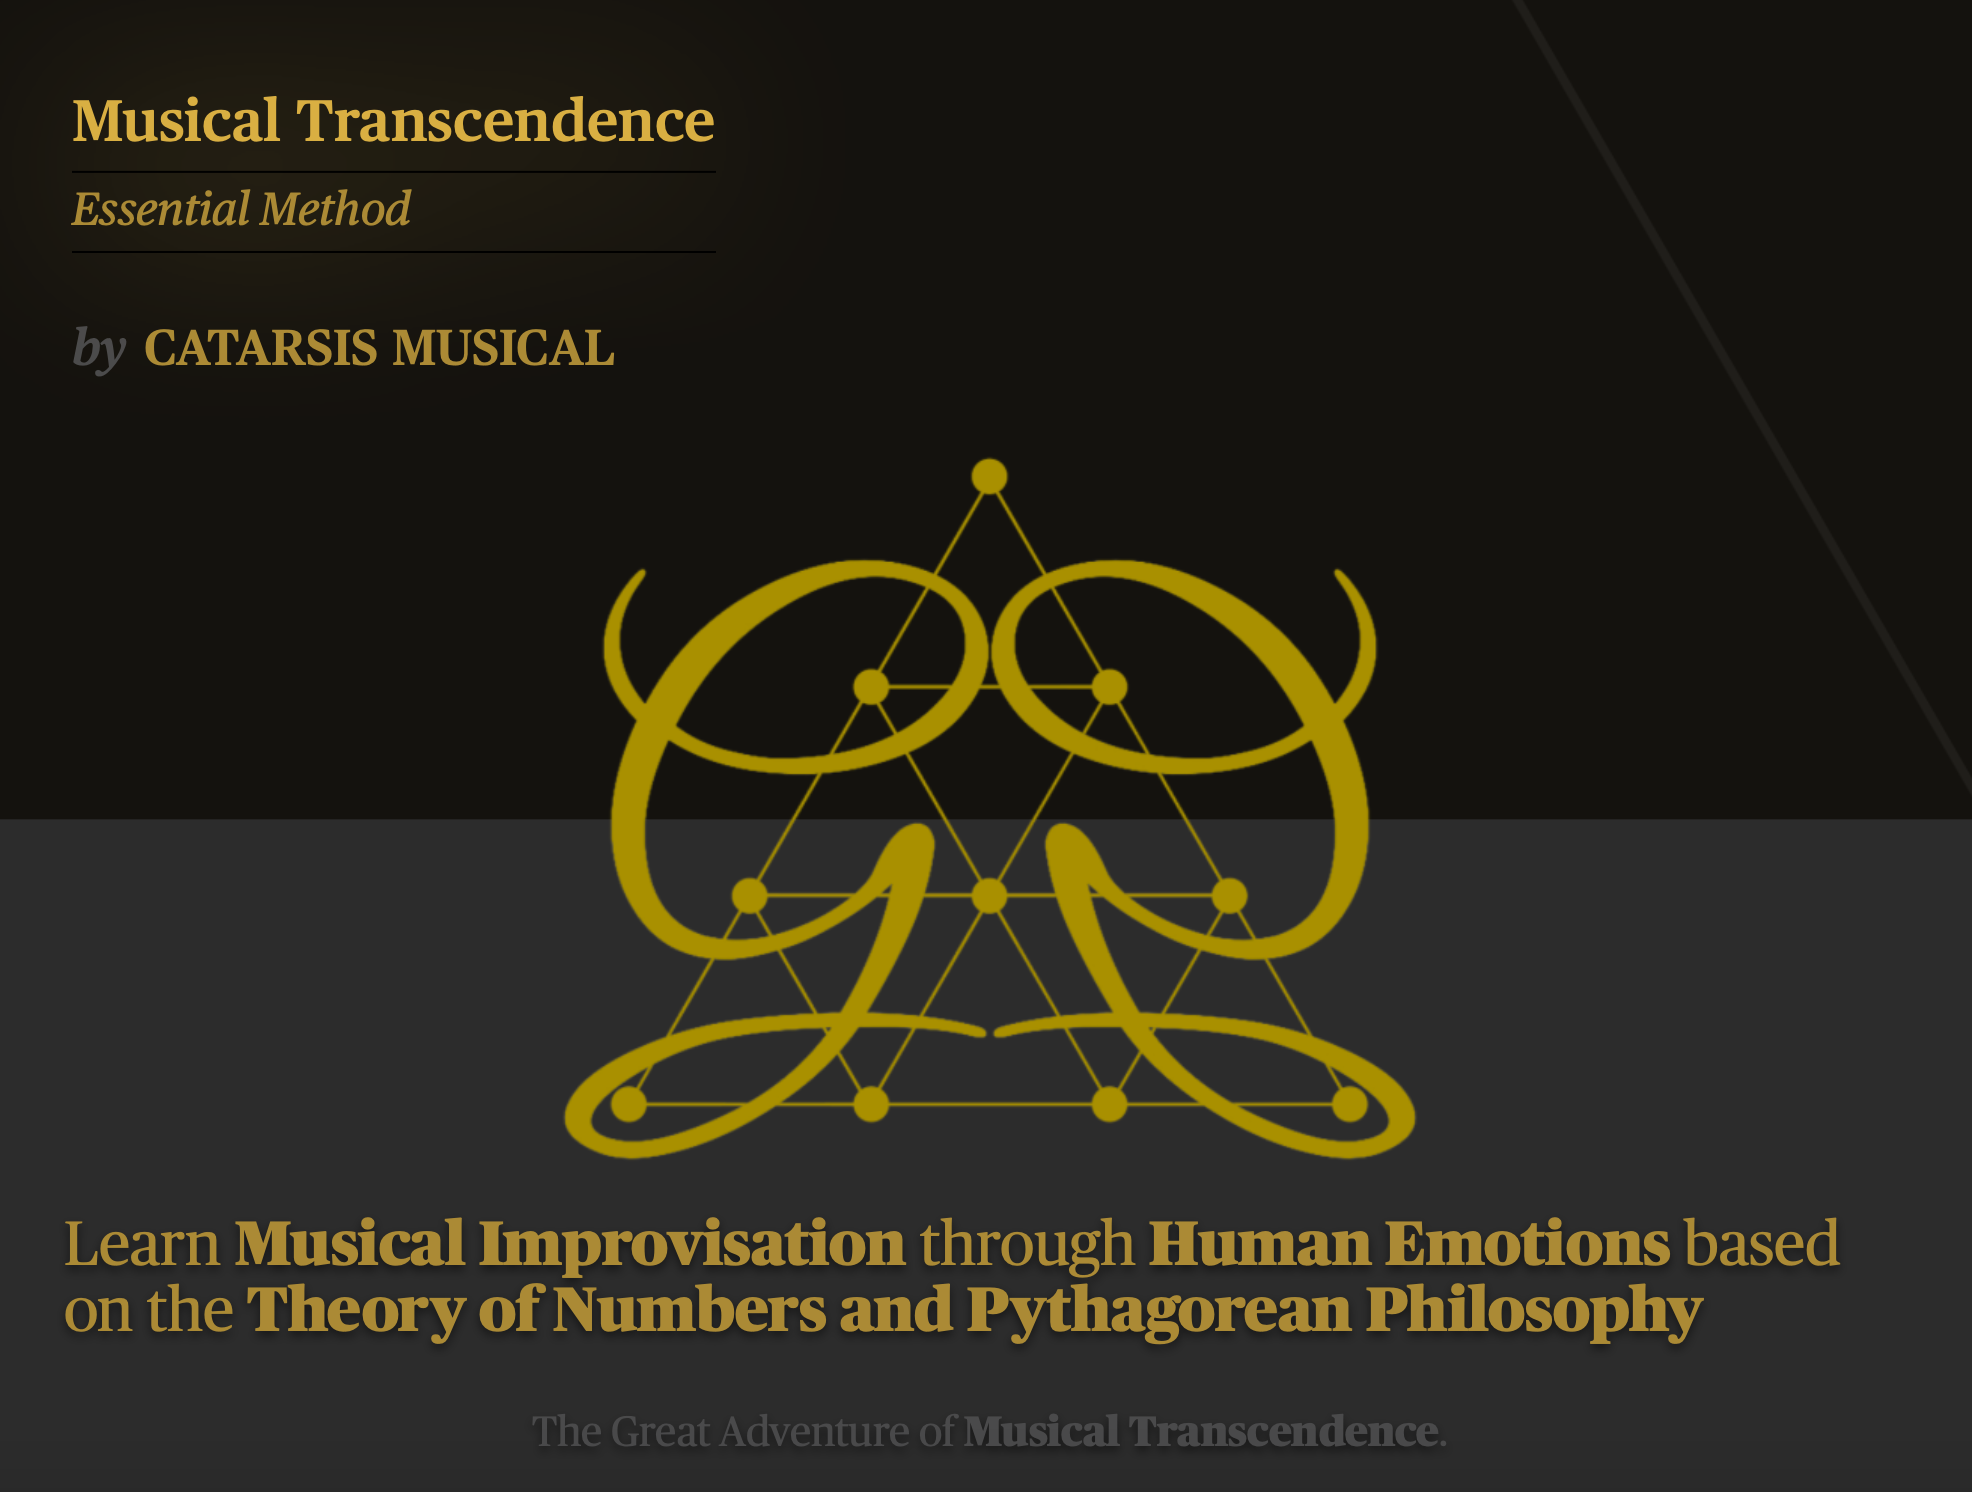 Musical Transcendence
Essential Method
by CATARSIS MUSICAL
Learn Musical Improvisation through Human Emotions based
on the Theory of Numbers and Pythagorean Philosophy
The Great Adventure of Musical Transcendence.